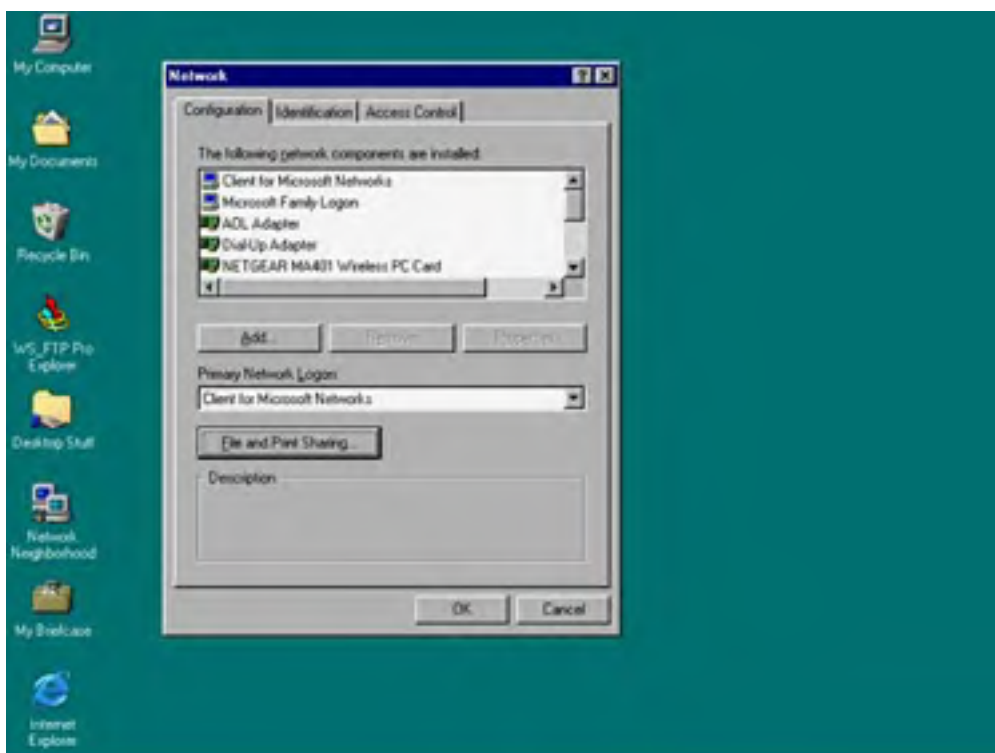 My Computer
My Documents
Recycle Bin
WS_FTP Pro
Explorer
Desktop Stuff
Network
Neighborhood
My Briefcase
Internet
Explorer
Network
Configuration
Identification
Access Control
The following network components are installed:
Client for Microsoft Networks
Microsoft Family Logon
AOL Adapter
Dial-Up Adapter
NETGEAR MA401 Wireless PC Card
Add...
Remove
Properties
Primary Network Logon:
Client for Microsoft Networks
File and Print Sharing...
Description
OK
Cancel